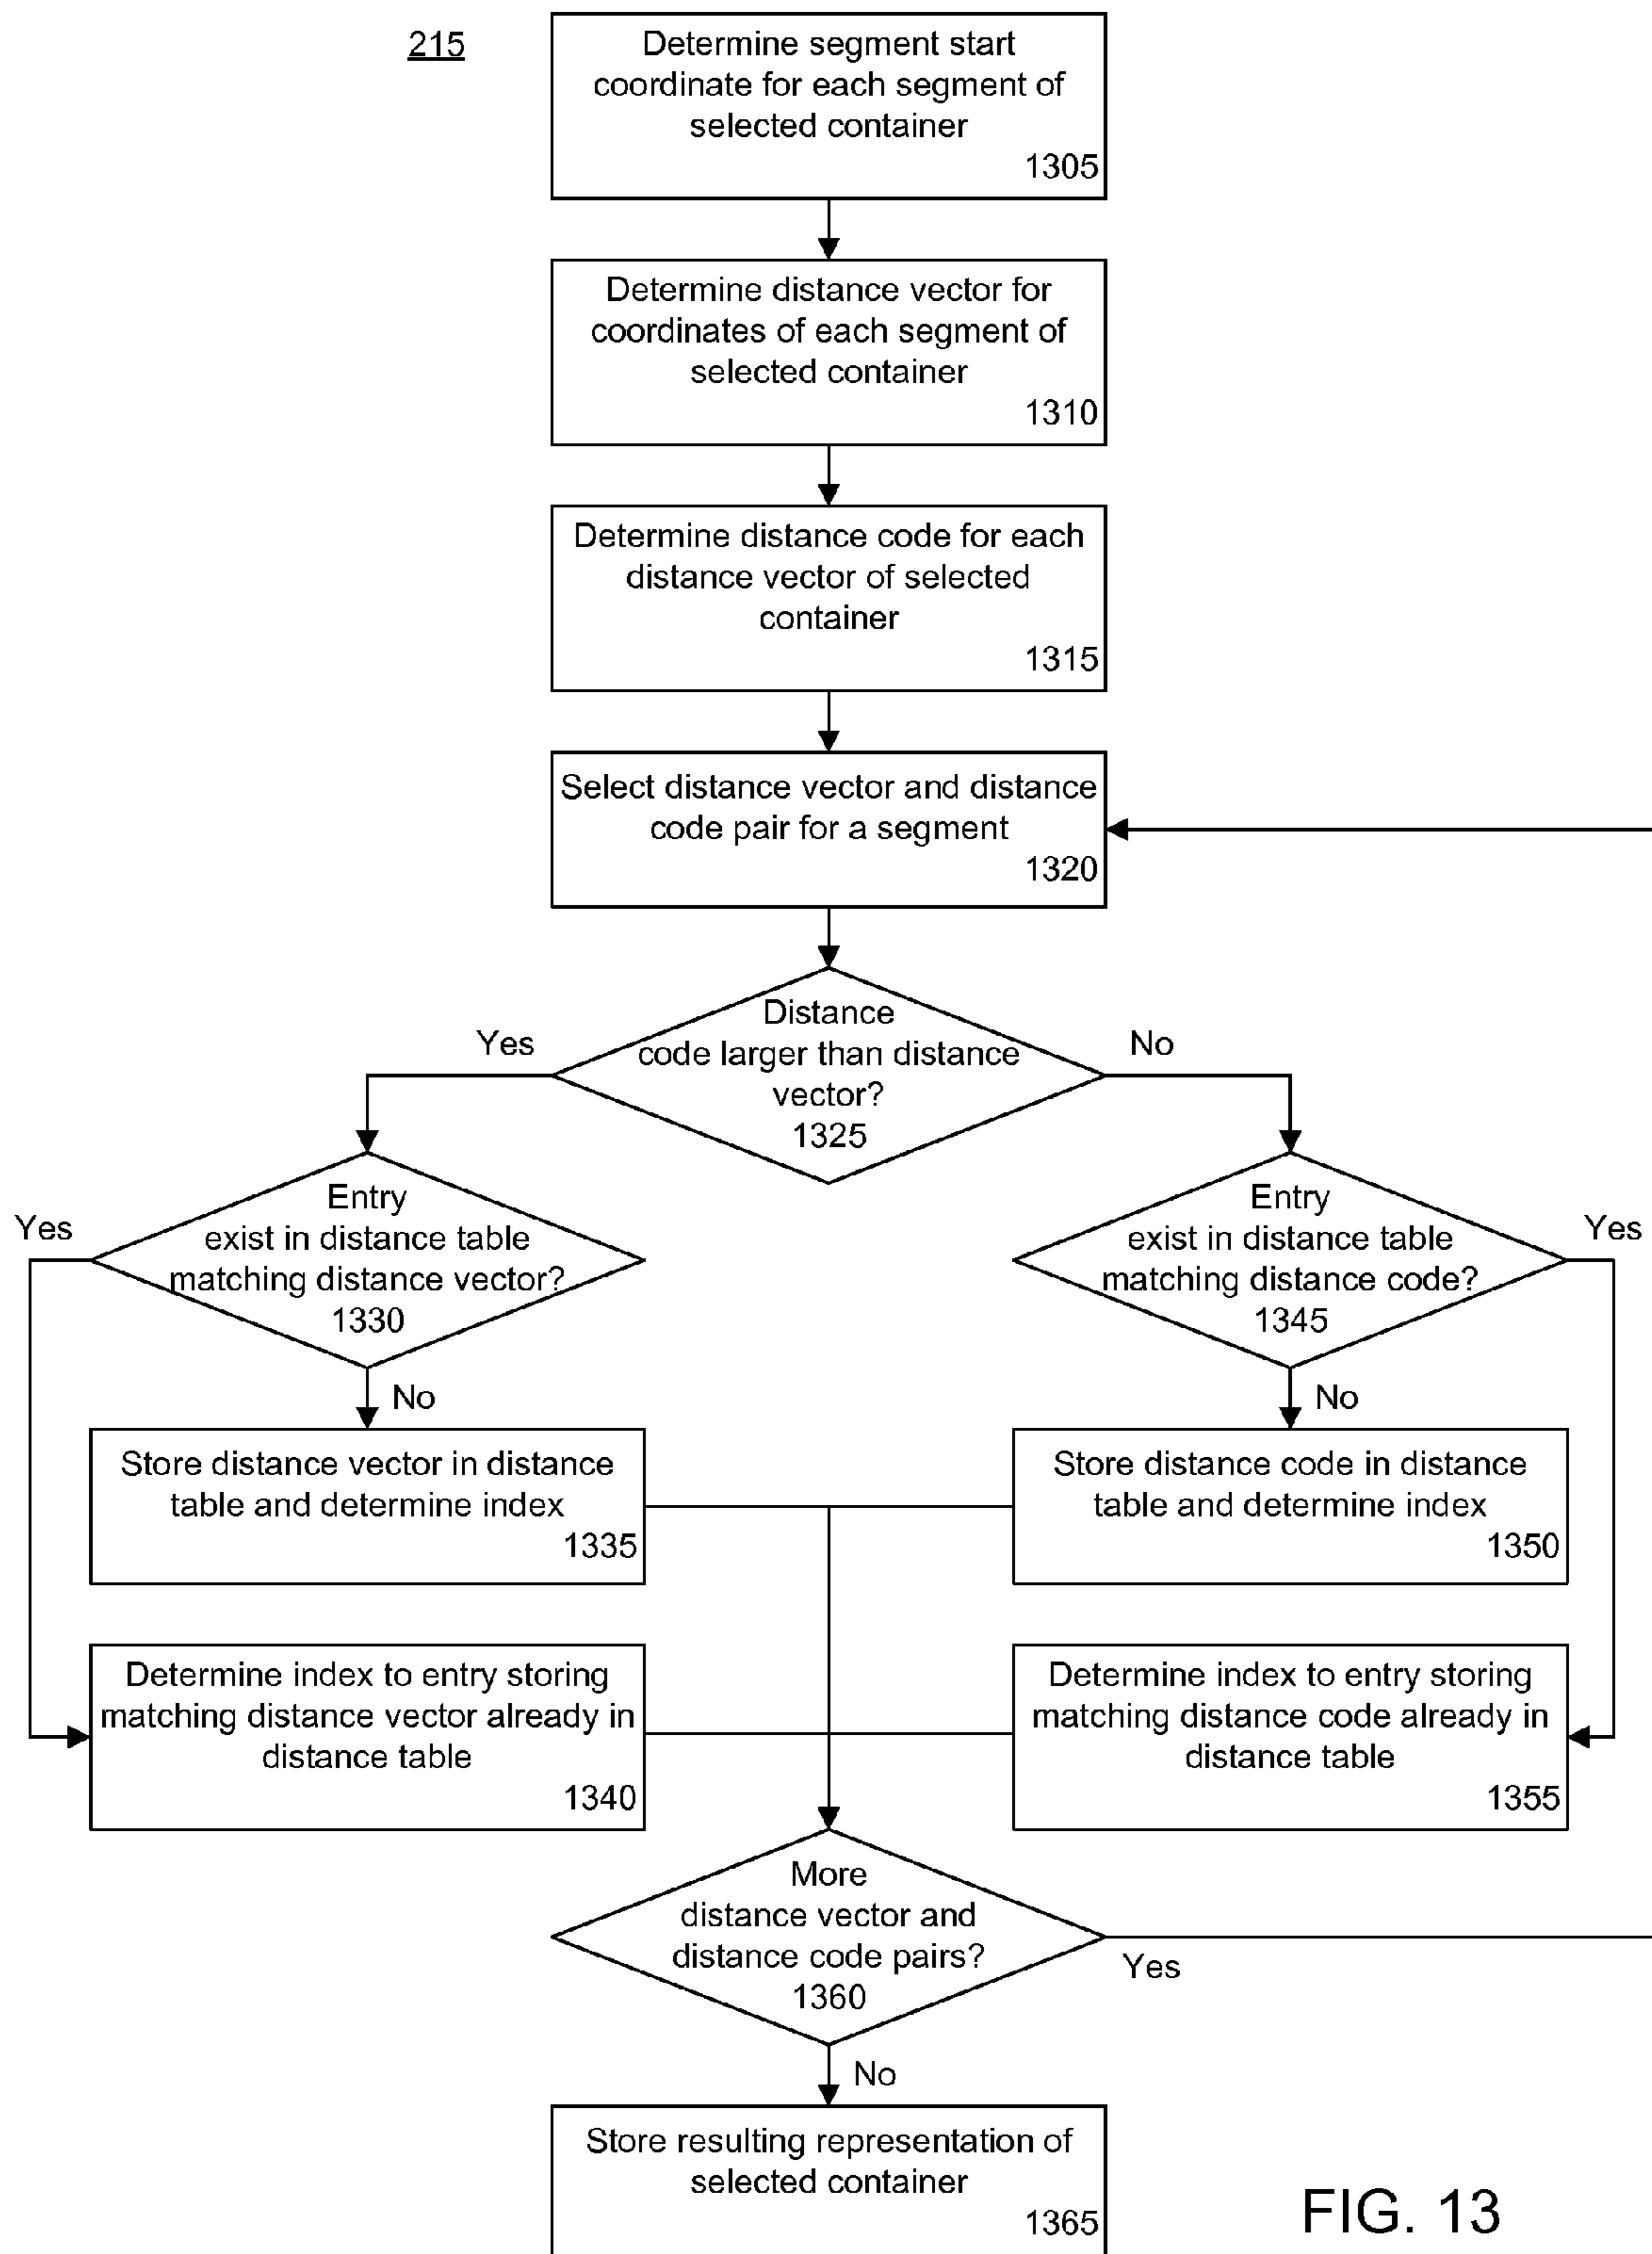 215
Determine segment start
coordinate for each segment of
selected container
1305
Determine distance vector for
coordinates of each segment of
selected container
1310
Determine distance code for each
distance vector of selected
container
1315
Select distance vector and distance
code pair for a segment
1320
Distance
code larger than distance
vector?
1325
Yes
No
Entry
exist in distance table
matching distance vector?
1330
Yes
No
Entry
exist in distance table
matching distance code?
1345
Yes
No
Store distance vector in distance
table and determine index
1335
Store distance code in distance
table and determine index
1350
Determine index to entry storing
matching distance vector already in
distance table
1340
Determine index to entry storing
matching distance code already in
distance table
1355
More
distance vector and
distance code pairs?
1360
Yes
No
Store resulting representation of
selected container
1365
FIG. 13